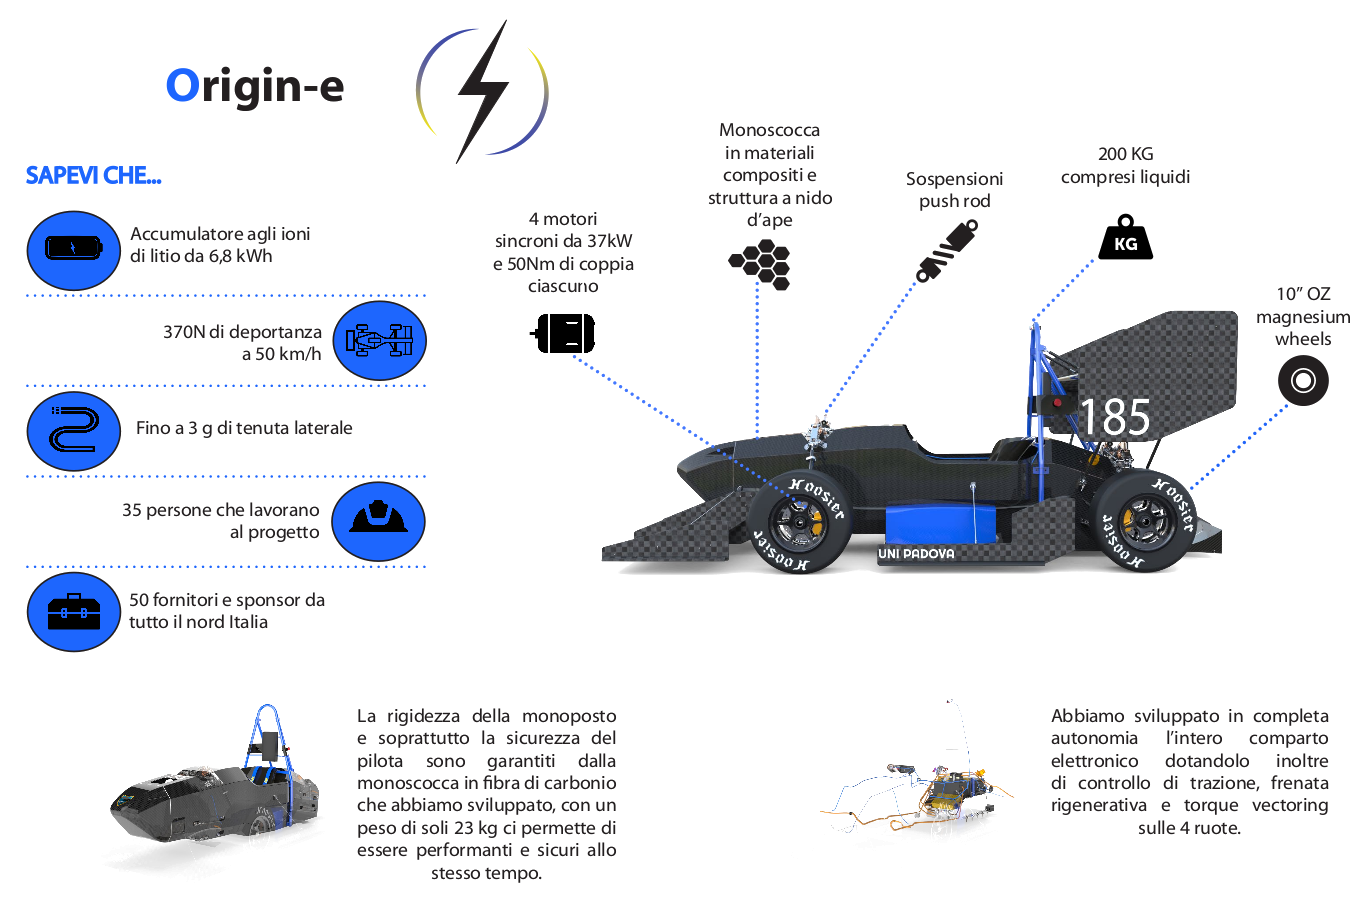 Origin-e
SAPEVI CHE...
Accumulatore agli ioni
di litio da 6,8 kWh
370N di deportanza
a 50 km/h
Fino a 3 g di tenuta laterale
35 persone che lavorano
al progetto
50 fornitori e sponsor da
tutto il nord Italia
4 motori
sincroni da 37kW
e 50Nm di coppia
ciascuno
Monoscocca
in materiali
compositi e
struttura a nido
d'ape
Sospensioni
push rod
200 KG
compresi liquidi
KG
10” OZ
magnesium
wheels
185
Hoosier
Hoosier
Hoosier
Hoosier
UNI PADOVA
La rigidezza della monoposto
e soprattutto la sicurezza del
pilota sono garantiti dalla
monoscocca in fibra di carbonio
che abbiamo sviluppato, con un
peso di soli 23 kg ci permette di
essere performanti e sicuri allo
stesso tempo.
Abbiamo sviluppato in completa
autonomia l'intero comparto
elettronico dotandolo inoltre
di controllo di trazione, frenata
rigenerativa e torque vectoring
sulle 4 ruote.